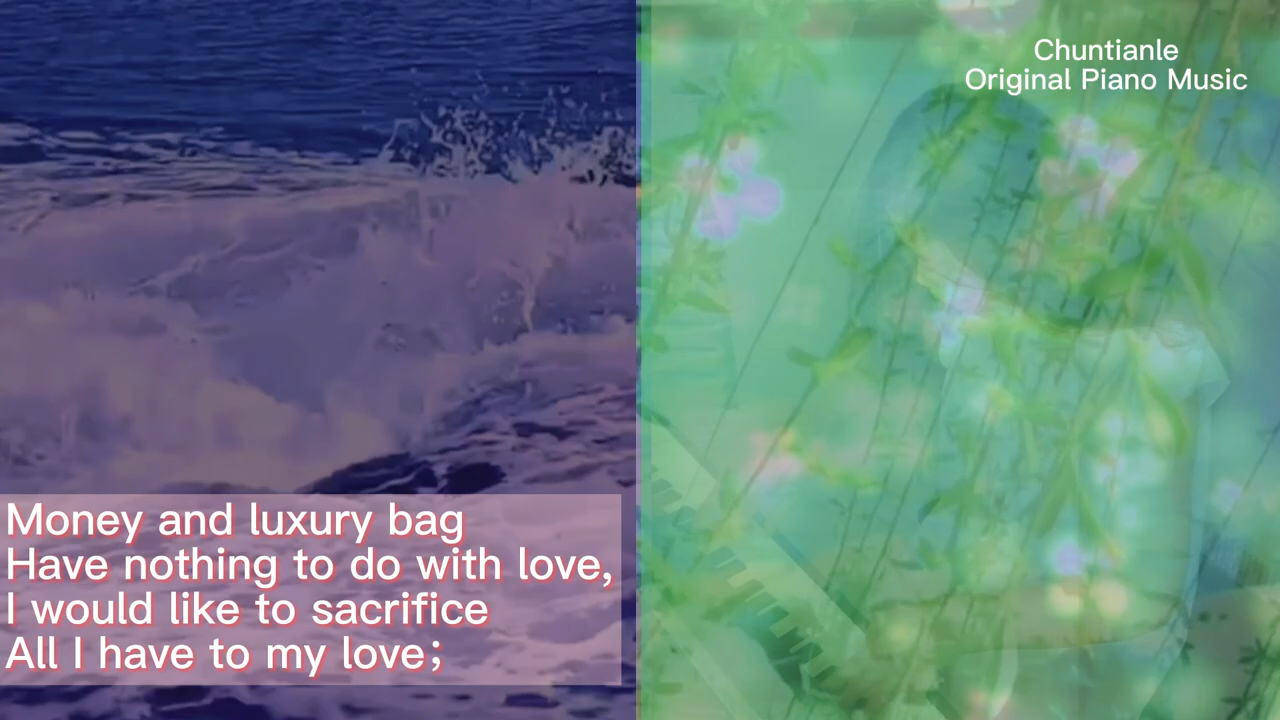 Chuntianle
Original Piano Music
Money and luxury bag
Have nothing to do with love,
I would like to sacrifice
All I have to my love;